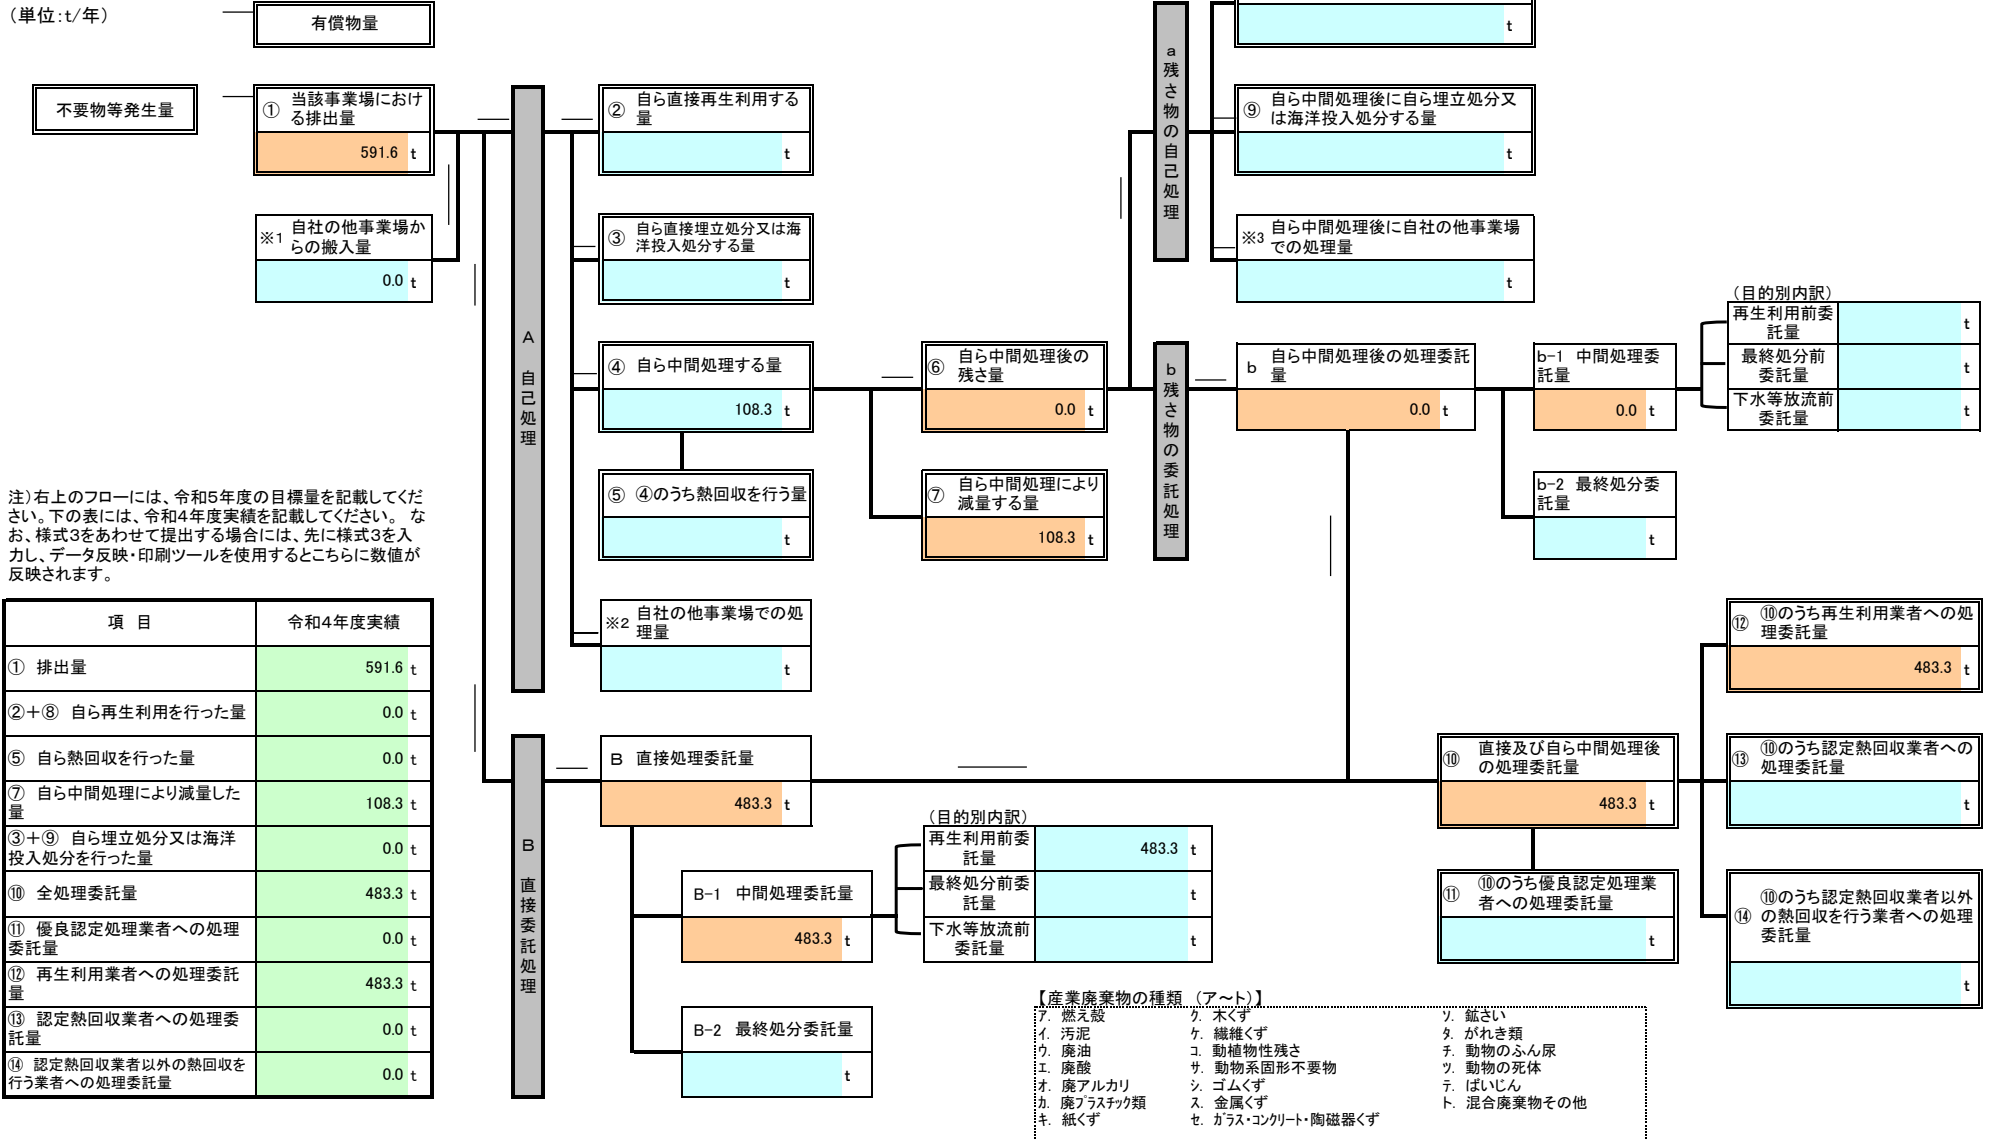 （単位:t/年）
有償物量
t
不要物等発生量
① 当該事業場におけ
る排出量
591.6 t
※1 自社の他事業場か
らの搬入量
0.0 t
A 自己処理
② 自ら直接再生利用する
量
t
③ 自ら直接埋立処分又は海
洋投入処分する量
t
④ 自ら中間処理する量
108.3 t
⑤ ④のうち熱回収を行う量
t
※2 自社の他事業場での処
理量
t
⑥ 自ら中間処理後の
残さ量
0.0 t
⑦ 自ら中間処理により
減量する量
108.3 t
a残さ物の自己処理
⑨ 自ら中間処理後に自ら埋立処分又
は海洋投入処分する量
t
※3 自ら中間処理後に自社の他事業場
での処理量
t
b残さ物の委託処理
b 自ら中間処理後の処理委託
量
0.0 t
b-1 中間処理委
託量
0.0 t
（目的別内訳）
再生利用前委
託量
t
最終処分前
委託量
t
下水等放流前
委託量
t
b-2 最終処分委
託量
t
注）右上のフローには、令和5年度の目標量を記載してくだ
さい。下の表には、令和4年度実績を記載してください。 な
お、様式3をあわせて提出する場合には、先に様式3を入
力し、データ反映・印刷ツールを使用するとこちらに数値が
反映されます。
項 目 令和4年度実績
① 排出量 591.6 t
②＋⑧ 自ら再生利用を行った量 0.0 t
⑤ 自ら熱回収を行った量 0.0 t
⑦ 自ら中間処理により減量した
量 108.3 t
③＋⑨ 自ら埋立処分又は海洋
投入処分を行った量 0.0 t
⑩ 全処理委託量 483.3 t
⑪ 優良認定処理業者への処理
委託量 0.0 t
⑫ 再生利用業者への処理委託
量 483.3 t
⑬ 認定熱回収業者への処理委
託量 0.0 t
⑭ 認定熱回収業者以外の熱回収を
行う業者への処理委託量 0.0 t
B 直接委託処理
B 直接処理委託量
483.3 t
B-1 中間処理委託量
483.3 t
B-2 最終処分委託量
t
（目的別内訳）
再生利用前委
託量
483.3 t
最終処分前委
託量
t
下水等放流前
委託量
t
⑩ 直接及び自ら中間処理後
の処理委託量
483.3 t
⑪ ⑩のうち優良認定処理業
者への処理委託量
t
⑫ ⑩のうち再生利用業者への処
理委託量
483.3 t
⑬ ⑩のうち認定熱回収業者への
処理委託量
t
⑭ ⑩のうち認定熱回収業者以外
の熱回収を行う業者への処理
委託量
t
【産業廃棄物の種類 （ア～ト）】
ア. 燃え殻 ク. 木くず ソ. 鉱さい
イ. 汚泥 ケ. 繊維くず タ. がれき類
ウ. 廃油 コ. 動植物性残さ チ. 動物のふん尿
エ. 廃酸 サ. 動物系固形不要物 ツ. 動物の死体
オ. 廃アルカリ シ. ゴムくず テ. ばいじん
カ. 廃プラスチック類 ス. 金属くず ト. 混合廃棄物その他
キ. 紙くず セ. ガラス・コンクリート・陶磁器くず